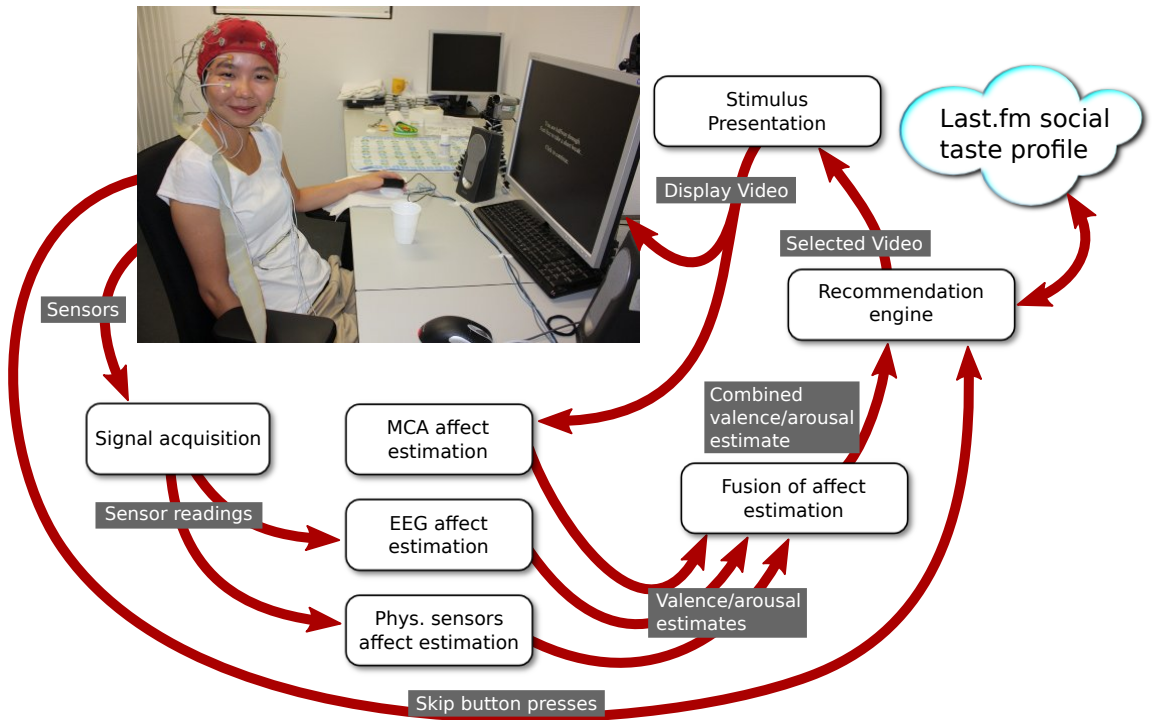 Stimulus
Presentation
Last.fm social
taste profile
Display Video
Selected Video
Recommendation
engine
Sensors
Combined
valence/arousal
estimate
Signal acquisition
MCA affect
estimation
Fusion of affect
estimation
Sensor readings
EEG affect
estimation
Phys. sensors
affect estimation
Valence/arousal
estimates
Skip button presses